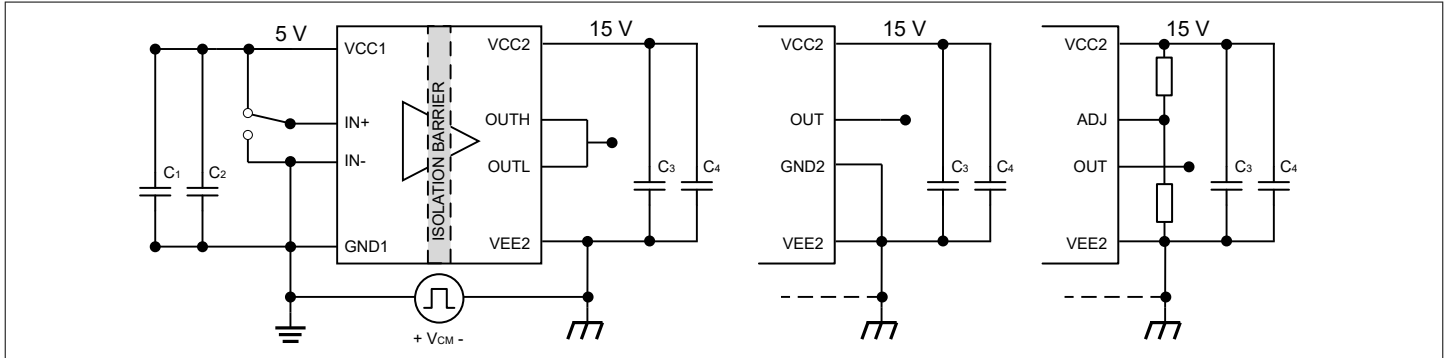 5 V
VCC1
IN+
IN-
GND1
C1
C2
ISOLATION BARRIER
15 V
VCC2
OUTH
OUTL
VEE2
C3
C4
+ VCM -
15 V
VCC2
OUT
GND2
VEE2
C3
C4
15 V
VCC2
ADJ
OUT
VEE2
C3
C4